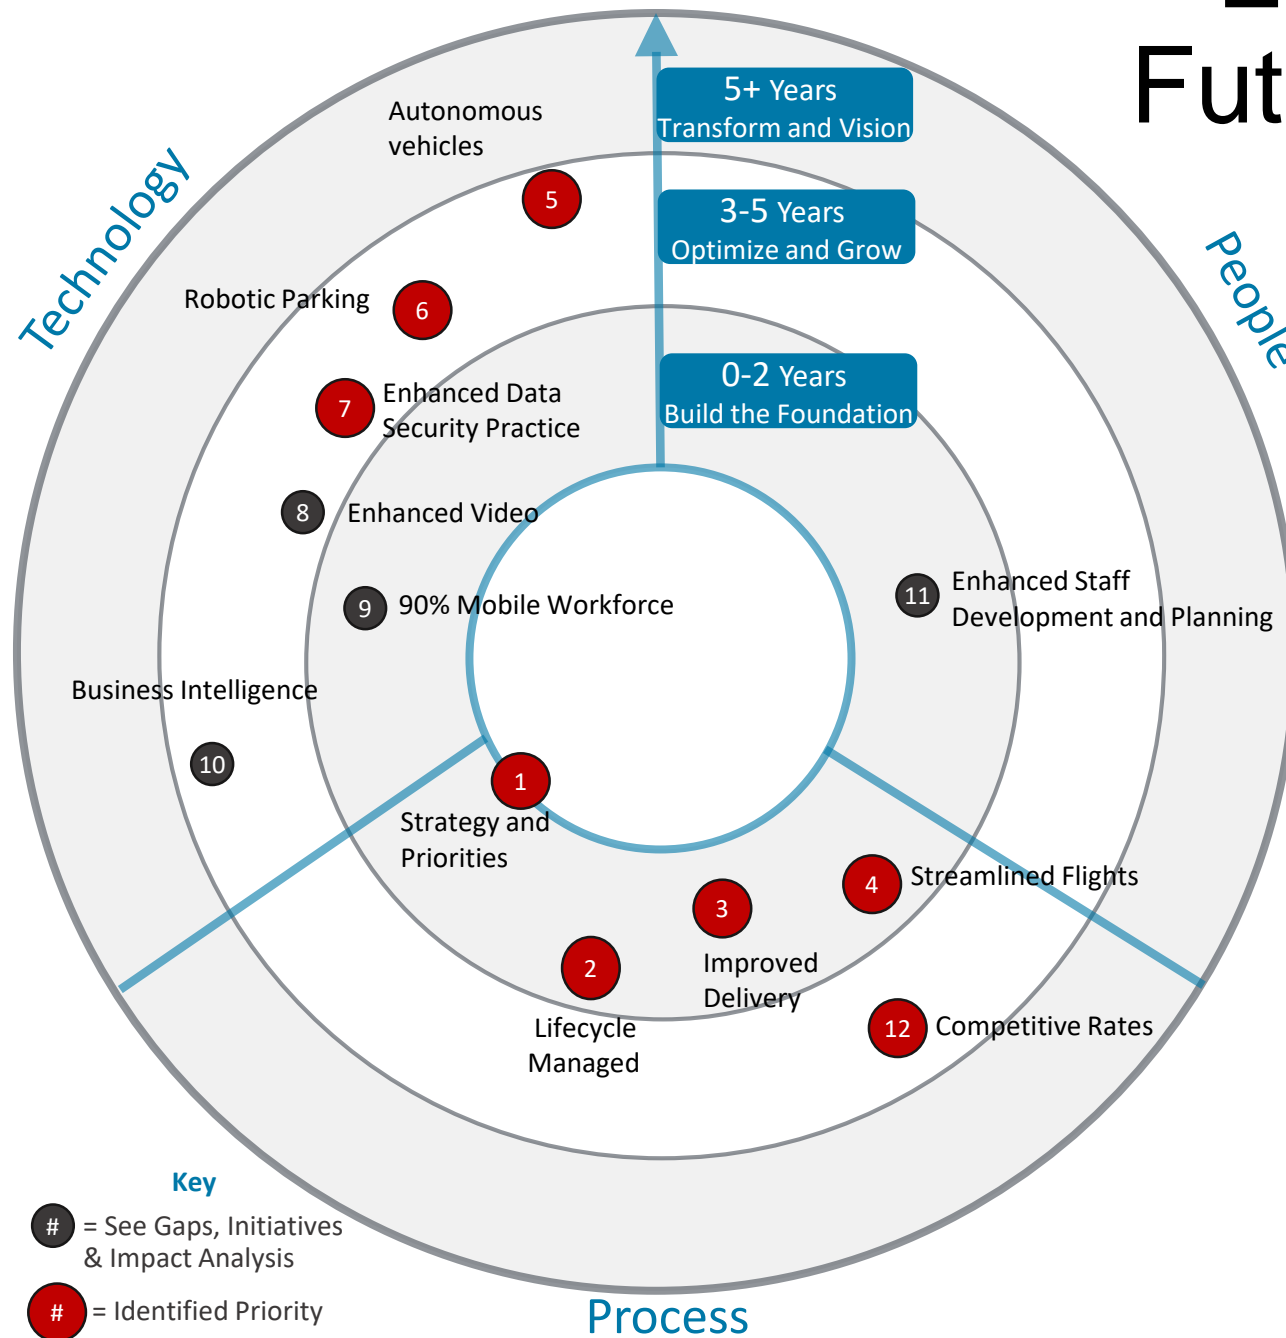 Fut
5+ Years
Transform and Vision
Autonomous
vehicles
5
3-5 Years
Optimize and Grow
Technology
People
Robotic Parking
6
0-2 Years
Build the Foundation
7
Enhanced Data
Security Practice
8
Enhanced Video
9
90% Mobile Workforce
11
Enhanced Staff
Development and Planning
Business Intelligence
10
1
Strategy and
Priorities
4
Streamlined Flights
3
Improved
Delivery
2
Lifecycle
Managed
12
Competitive Rates
Key
# = See Gaps, Initiatives
& Impact Analysis
# = Identified Priority
Process